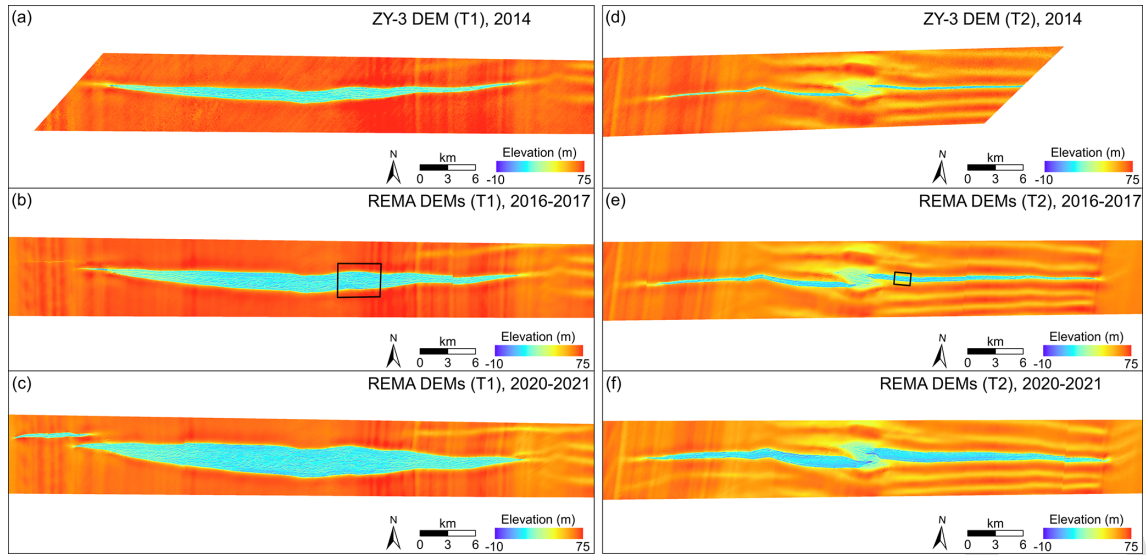 (a)
ZY-3 DEM (T1), 2014
N
km
0 3 6
Elevation (m)
-10 75
(b)
REMA DEMs (T1), 2016-2017
N
km
0 3 6
Elevation (m)
-10 75
(c)
REMA DEMs (T1), 2020-2021
N
km
0 3 6
Elevation (m)
-10 75
(d)
ZY-3 DEM (T2), 2014
N
km
0 3 6
Elevation (m)
-10 75
(e)
REMA DEMs (T2), 2016-2017
N
km
0 3 6
Elevation (m)
-10 75
(f)
REMA DEMs (T2), 2020-2021
N
km
0 3 6
Elevation (m)
-10 75